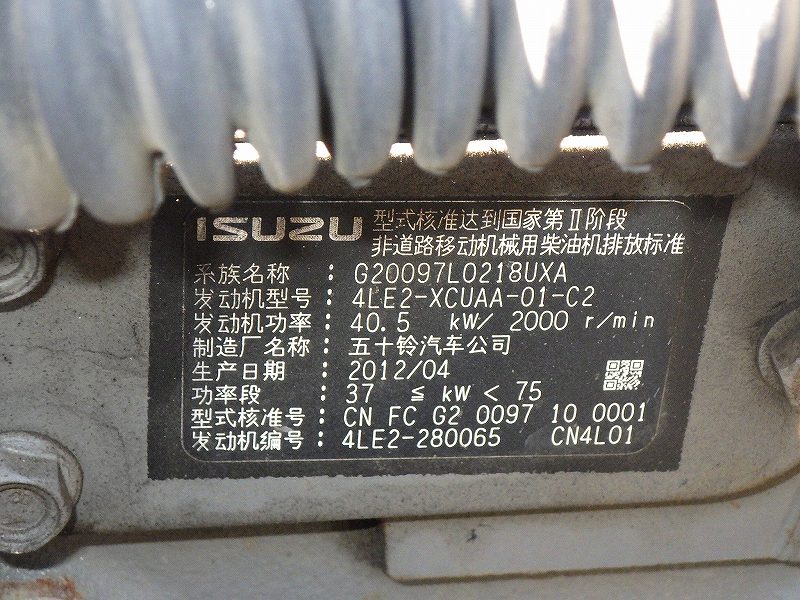 ISUZU 型式核准达到国家第Ⅱ阶段
非道路移动机械用柴油机排放标准
系族名称 : G20097L0218UXA
发动机型号 : 4LE2-XCUAA-01-C2
发动机功率 : 40.5 kW/ 2000 r/min
制造厂名称 : 五十铃汽车公司
生产日期 : 2012/04
功率段 : 37 ≦ kW < 75
型式核准号 : CN FC G2 0097 10 0001
发动机编号 : 4LE2-280065 CN4L01